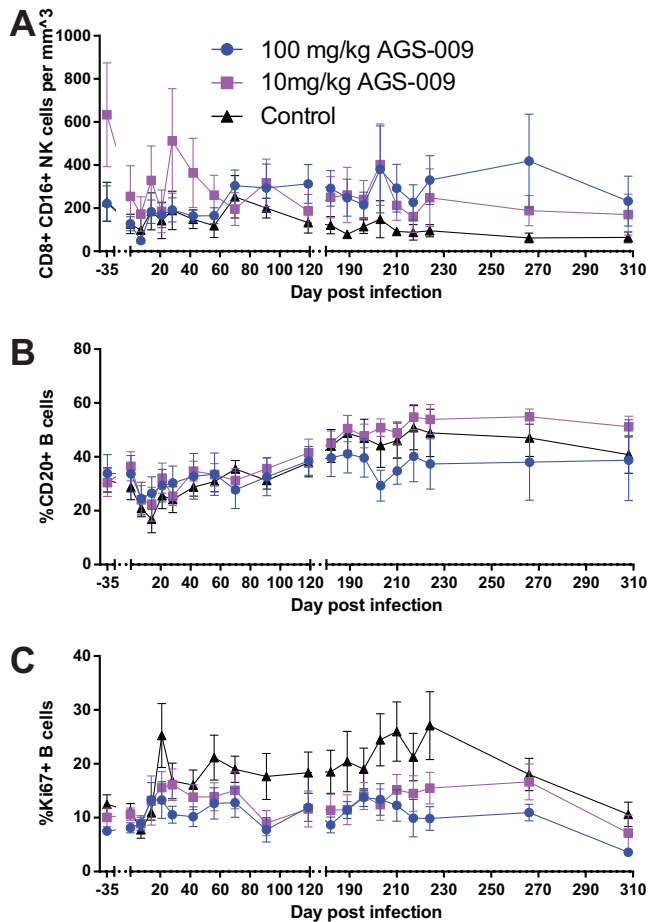 A
CD8+ CD16+ NK cells per mm^3
1000
800
600
400
200
0
100 mg/kg AGS-009
10mg/kg AGS-009
Control
-35 20 40 60 80 100 120 190 210 230 250 270 290 310
Day post infection
B
%CD20+ B cells
80
60
40
20
0
-35 20 40 60 80 100 120 190 210 230 250 270 290 310
Day post infection
C
%Ki67+ B cells
40
30
20
10
0
-35 20 40 60 80 100 120 190 210 230 250 270 290 310
Day post infection